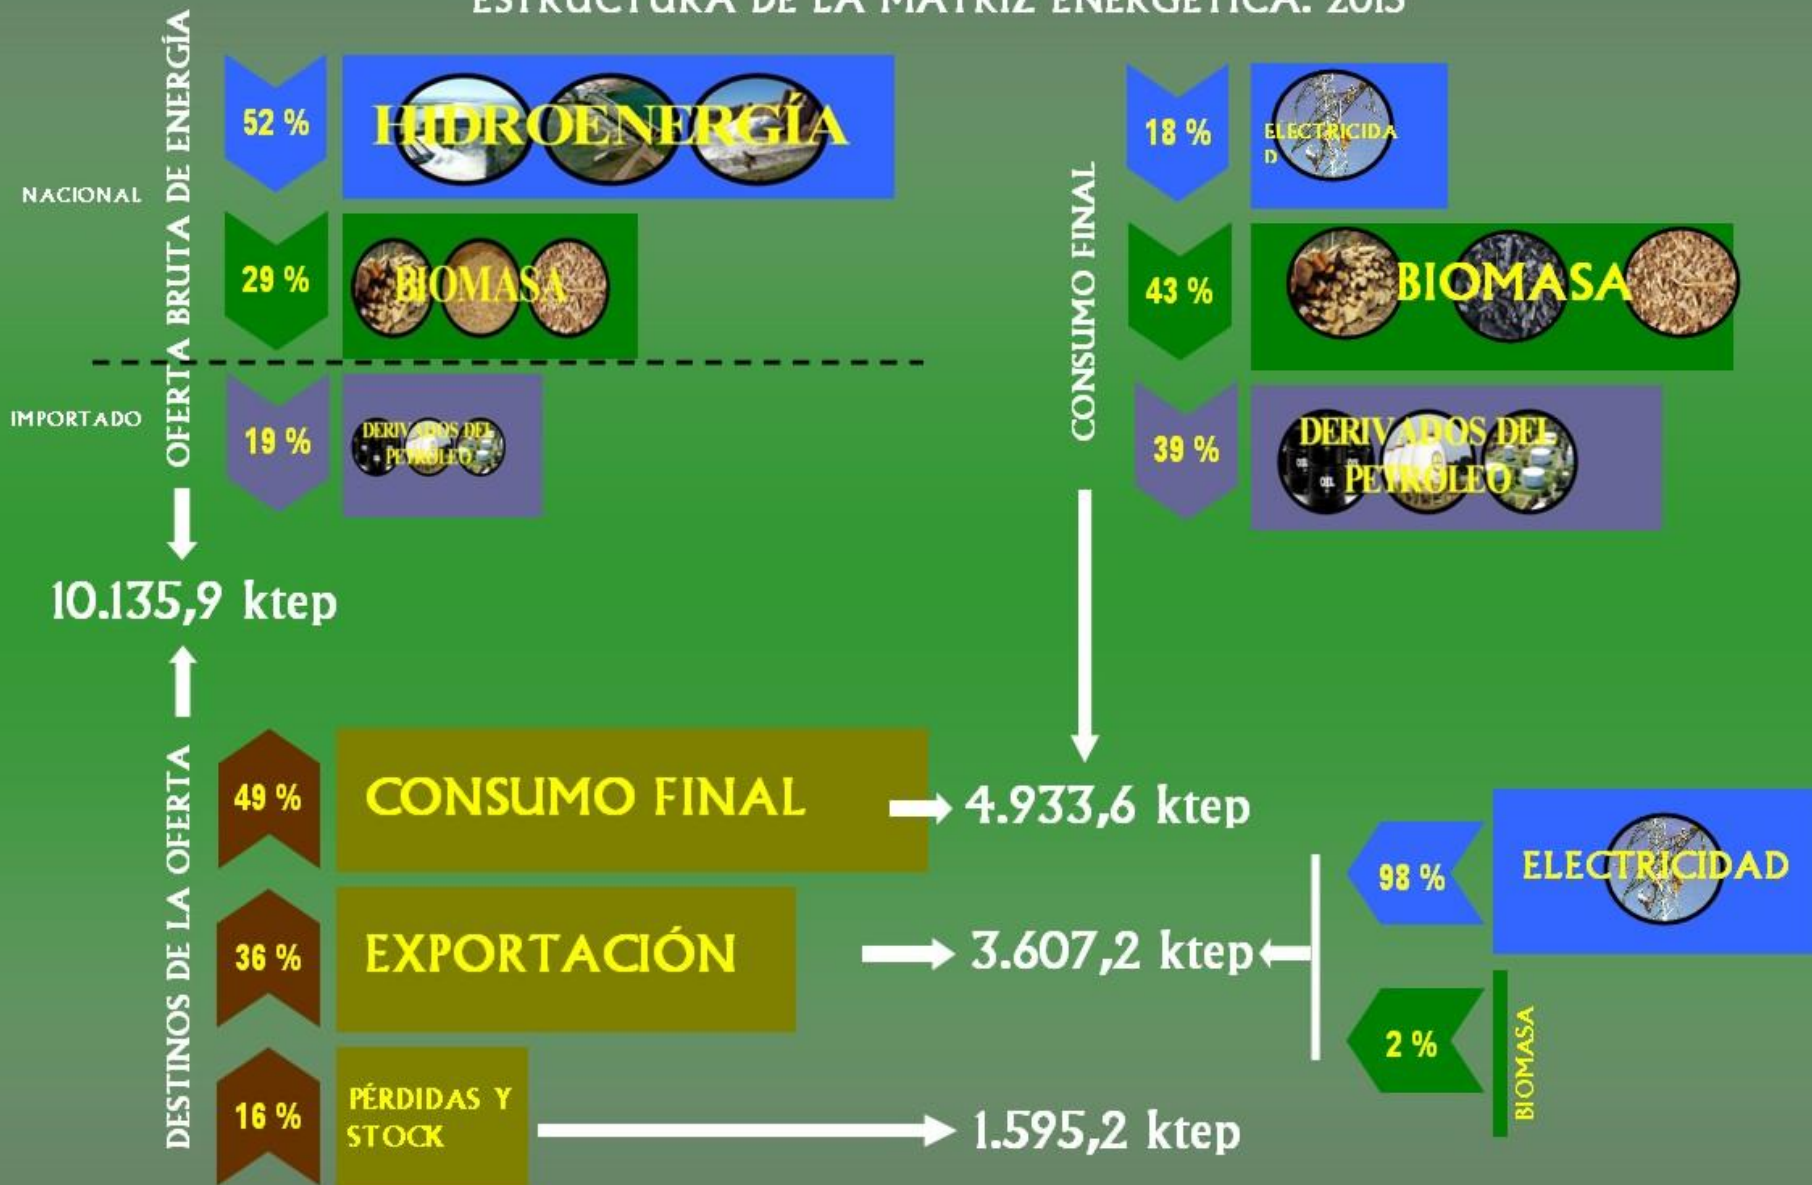 ESTRUCTURA DE LA MATRIZ ENERGÉTICA. 2015
OFERTA BRUTA DE ENERGÍA
NACIONAL
52 %
HIDROENERGÍA
29 %
BIOMASA
IMPORTADO
19 %
DERIVADOS DEL
PETRÓLEO
10.135,9 ktep
CONSUMO FINAL
18 %
ELECTRICIDA
D
43 %
BIOMASA
39 %
DERIVADOS DEL
PETRÓLEO
OIL
OIL
DESTINOS DE LA OFERTA
49 %
CONSUMO FINAL
4.933,6 ktep
36 %
EXPORTACIÓN
3.607,2 ktep
98 %
ELECTRICIDAD
2 %
BIOMASA
16 %
PÉRDIDAS Y
STOCK
1.595,2 ktep